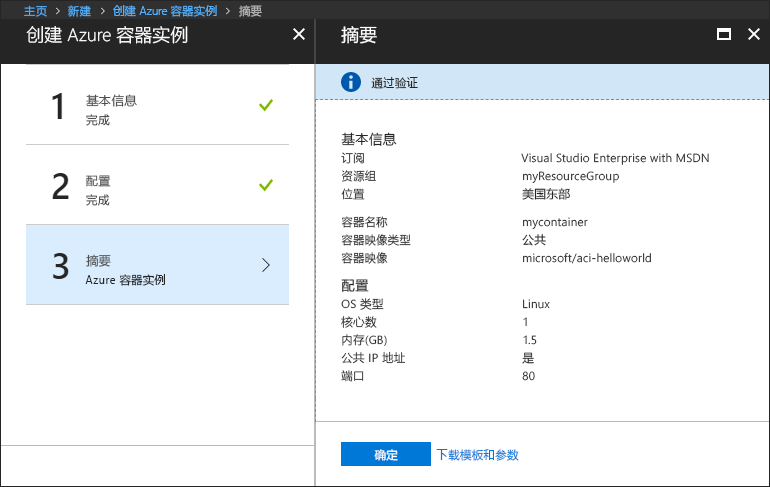 主页 > 新建 > 创建 Azure 容器实例 > 摘要
创建 Azure 容器实例
1
基本信息
完成
2
配置
完成
3
摘要
Azure 容器实例
摘要
通过验证
基本信息
订阅 Visual Studio Enterprise with MSDN
资源组 myResourceGroup
位置 美国东部
容器名称 mycontainer
容器映像类型 公共
容器映像 microsoft/aci-helloworld
配置
OS 类型 Linux
核心数 1
内存(GB) 1.5
公共 IP 地址 是
端口 80
确定 下载模板和参数